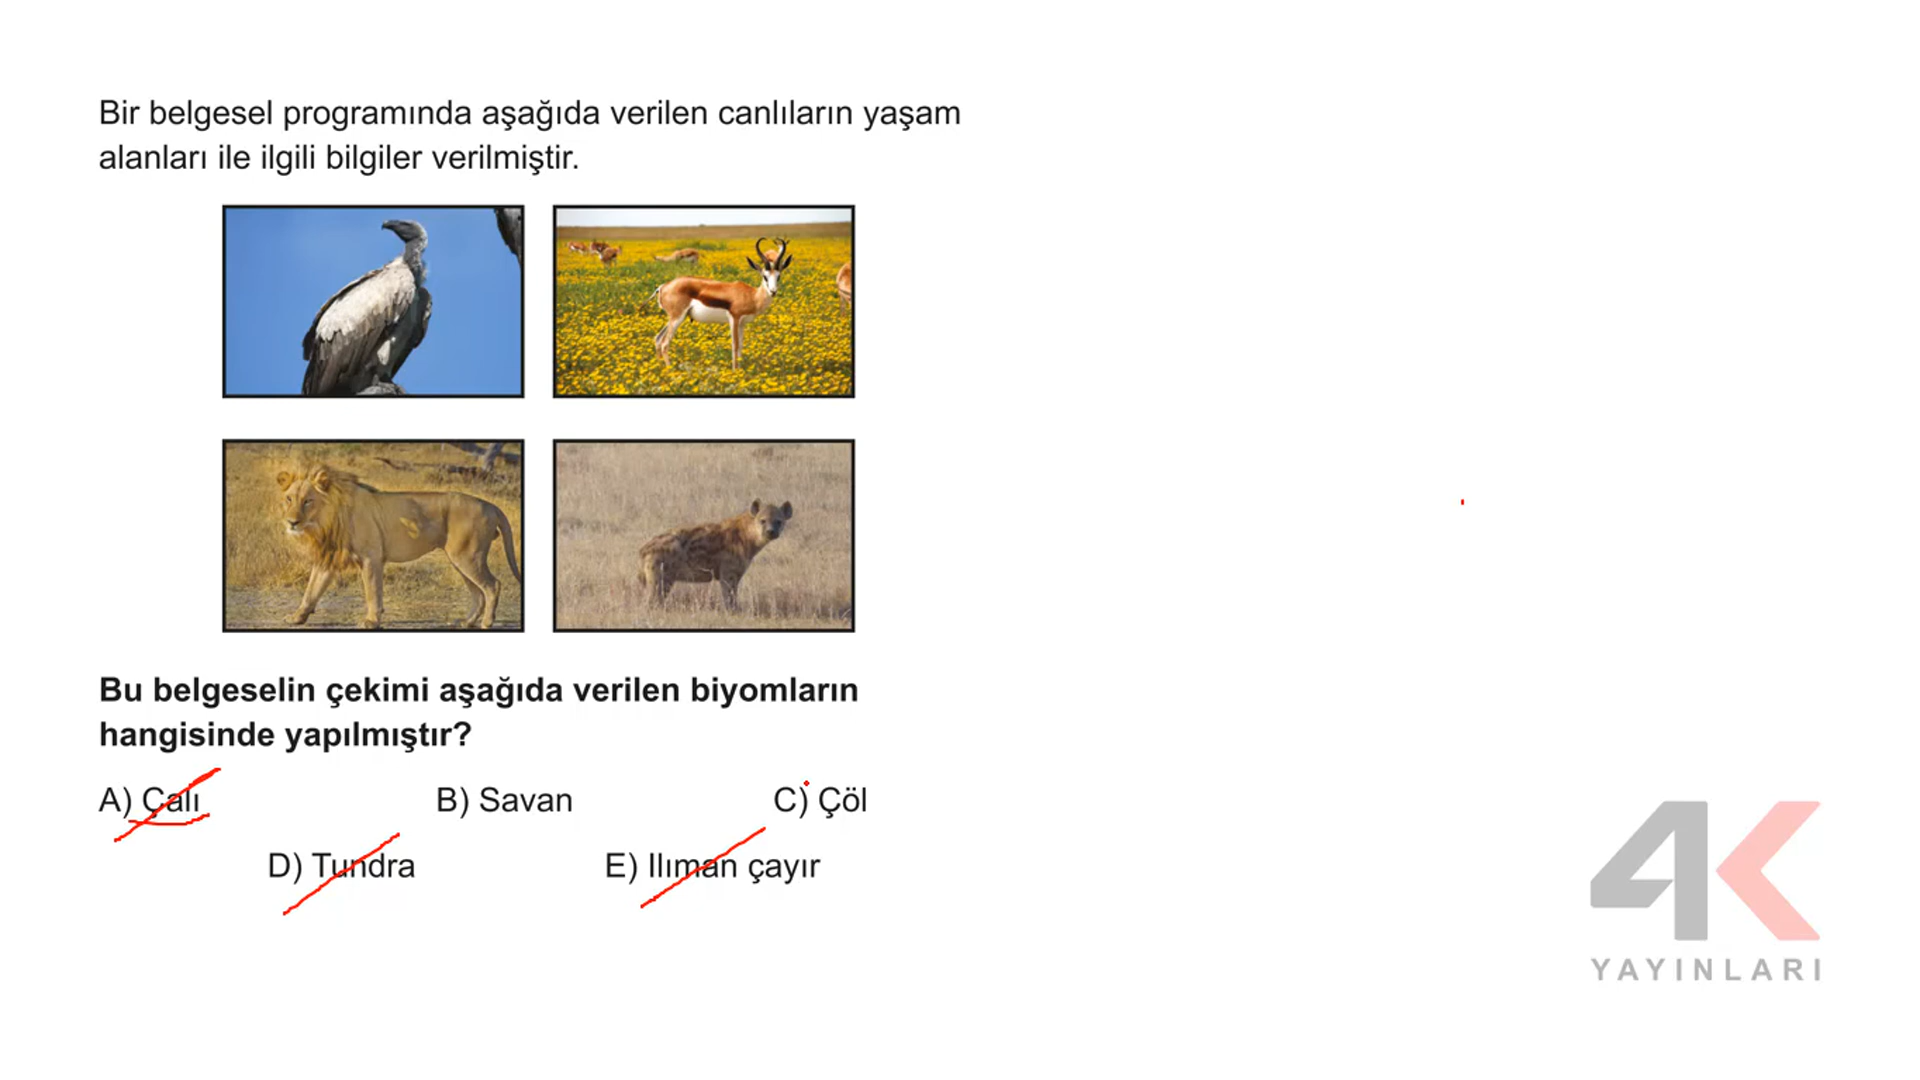 Bir belgesel programında aşağıda verilen canlıların yaşam
alanları ile ilgili bilgiler verilmiştir.
Bu belgeselin çekimi aşağıda verilen biyomların
hangisinde yapılmıştır?
A) Çalı B) Savan C) Çöl
D) Tundra E) Ilıman çayır
4K
YAYINLARI